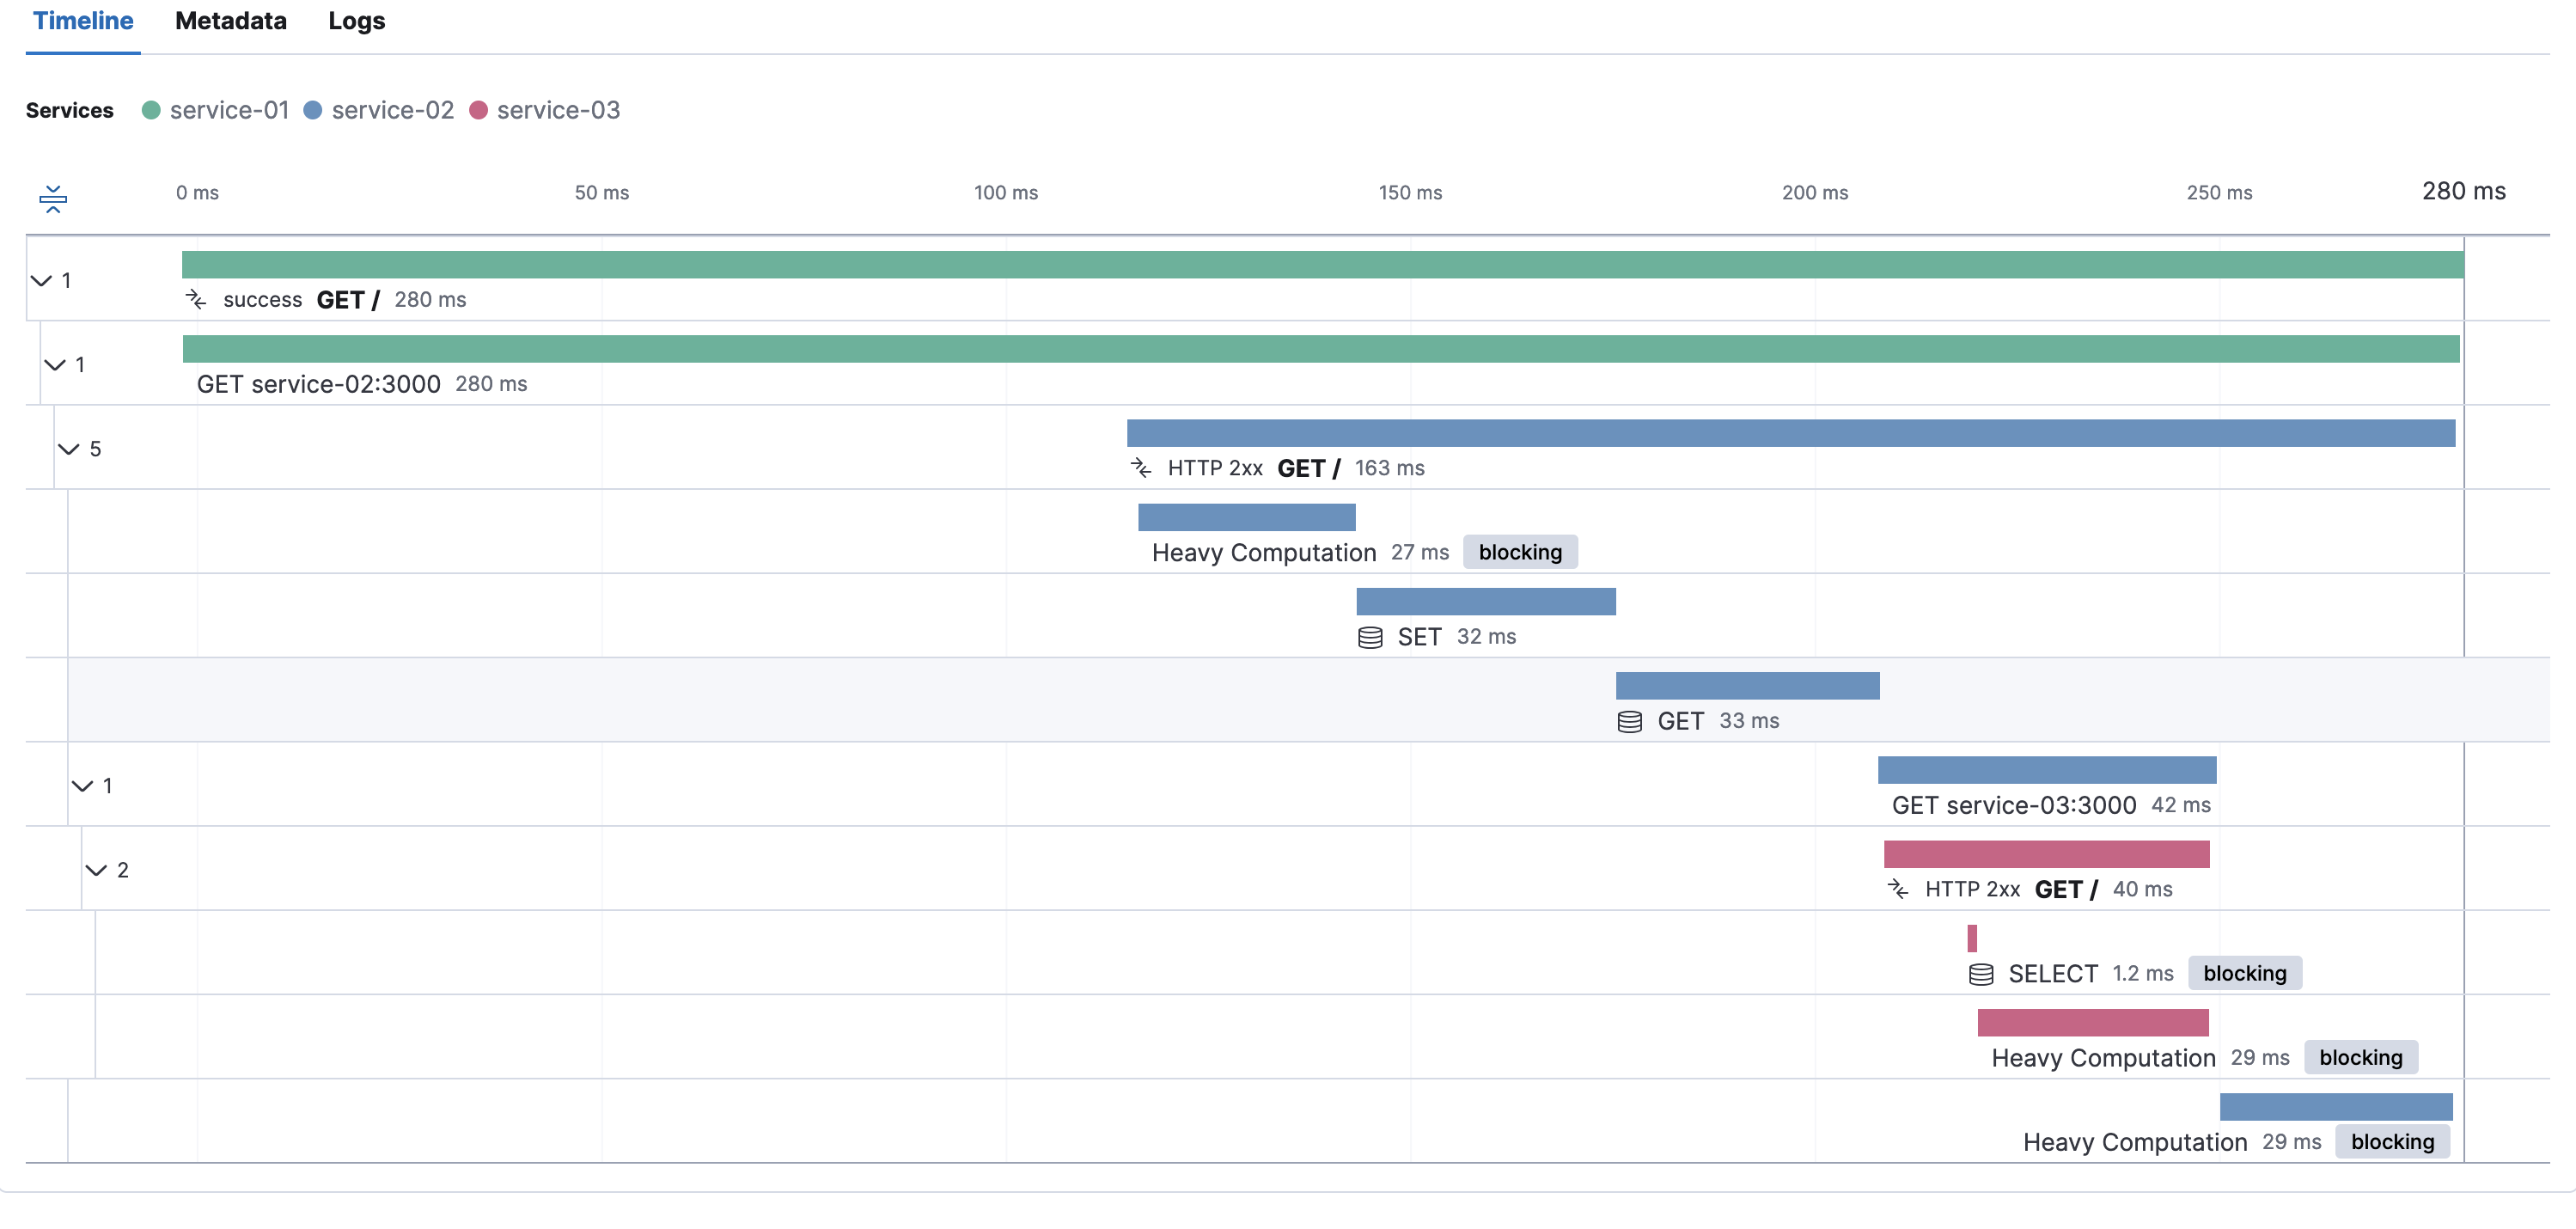 Timeline Metadata Logs
Services service-01 service-02 service-03
0 ms 50 ms 100 ms 150 ms 200 ms 250 ms 280 ms
1
success GET / 280 ms
1
GET service-02:3000 280 ms
5
HTTP 2xx GET / 163 ms
Heavy Computation 27 ms blocking
SET 32 ms
GET 33 ms
1
GET service-03:3000 42 ms
2
HTTP 2xx GET / 40 ms
SELECT 1.2 ms blocking
Heavy Computation 29 ms blocking
Heavy Computation 29 ms blocking